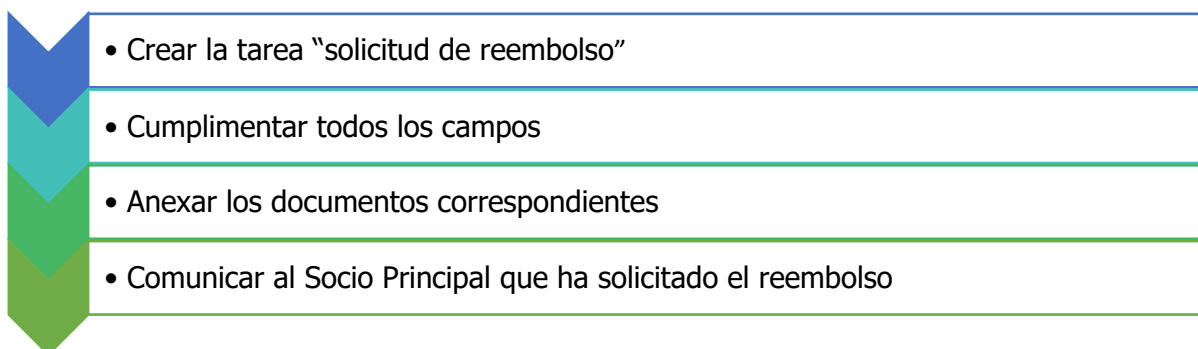 • Crear la tarea “solicitud de reembolso”
• Cumplimentar todos los campos
• Anexar los documentos correspondientes
• Comunicar al Socio Principal que ha solicitado el reembolso